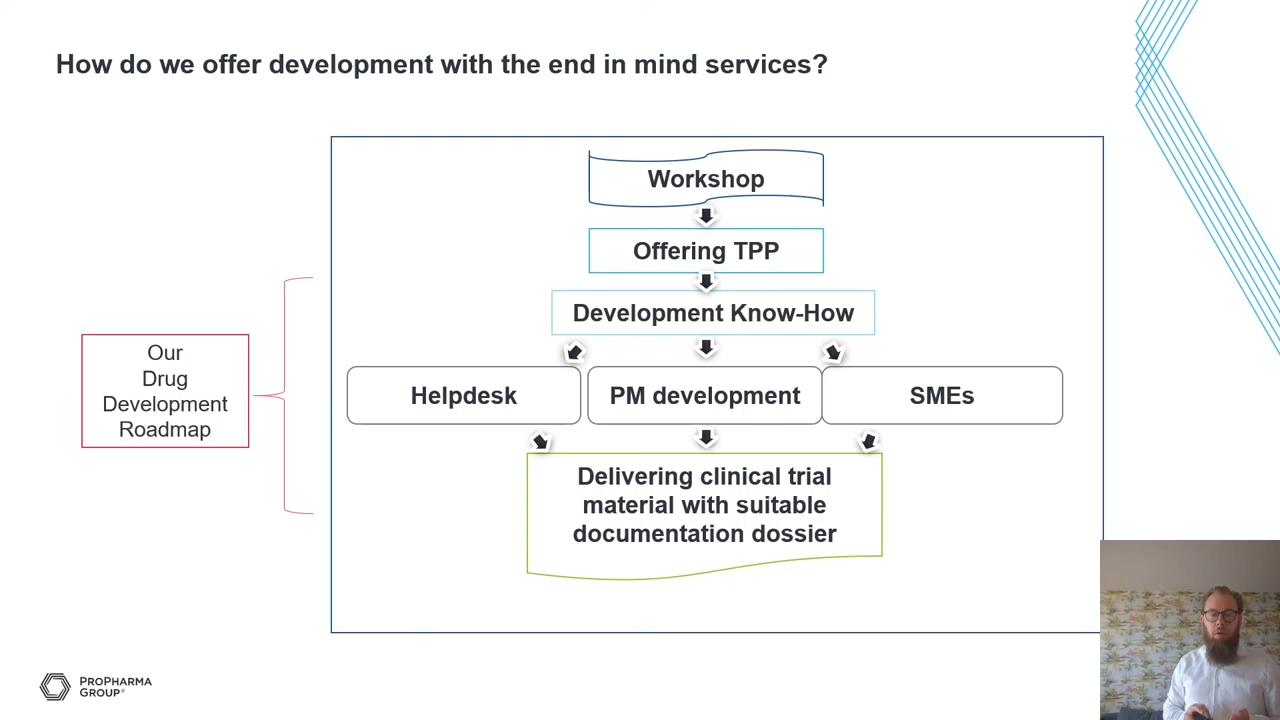 How do we offer development with the end in mind services?
Workshop
Offering TPP
Development Know-How
Our
Drug
Development
Roadmap
Helpdesk
PM development
SMEs
Delivering clinical trial
material with suitable
documentation dossier
PROPHARMA
GROUP®